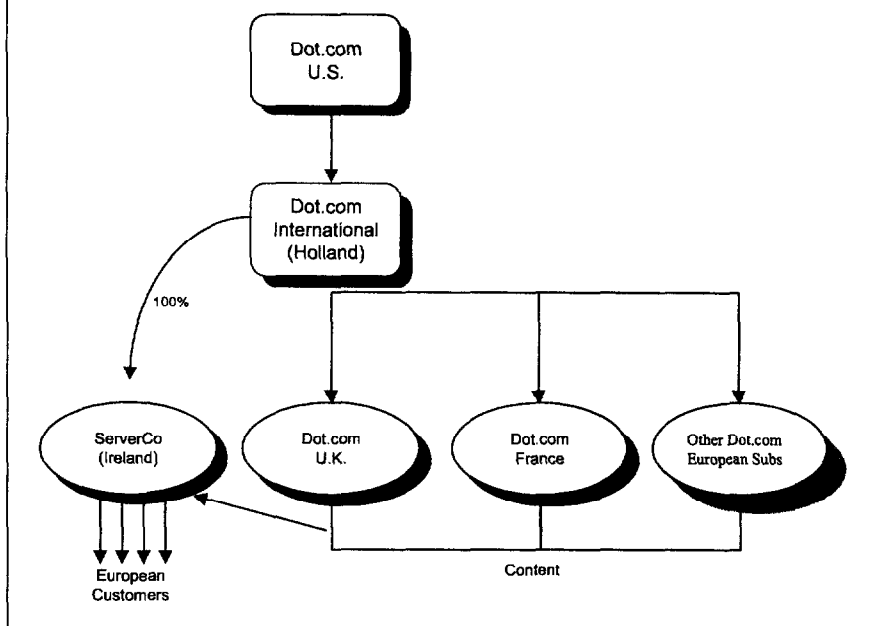 Dot.com
U.S.
Dot.com
International
(Holland)
100%
ServerCo
(Ireland)
Dot.com
U.K.
Dot.com
France
Other Dot.com
European Subs
European
Customers
Content